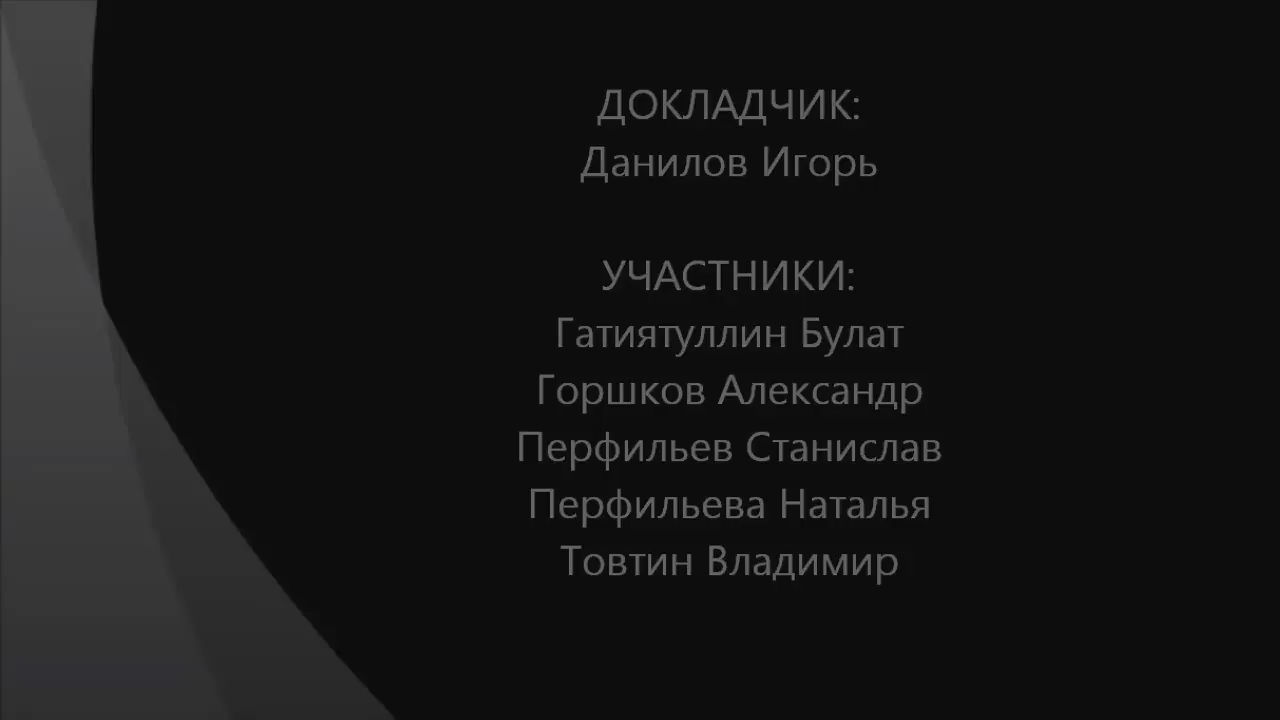 ДОКЛАДЧИК:
Данилов Игорь
УЧАСТНИКИ:
Гатиятуллин Булат
Горшков Александр
Перфильев Станислав
Перфильева Наталья
Товтин Владимир